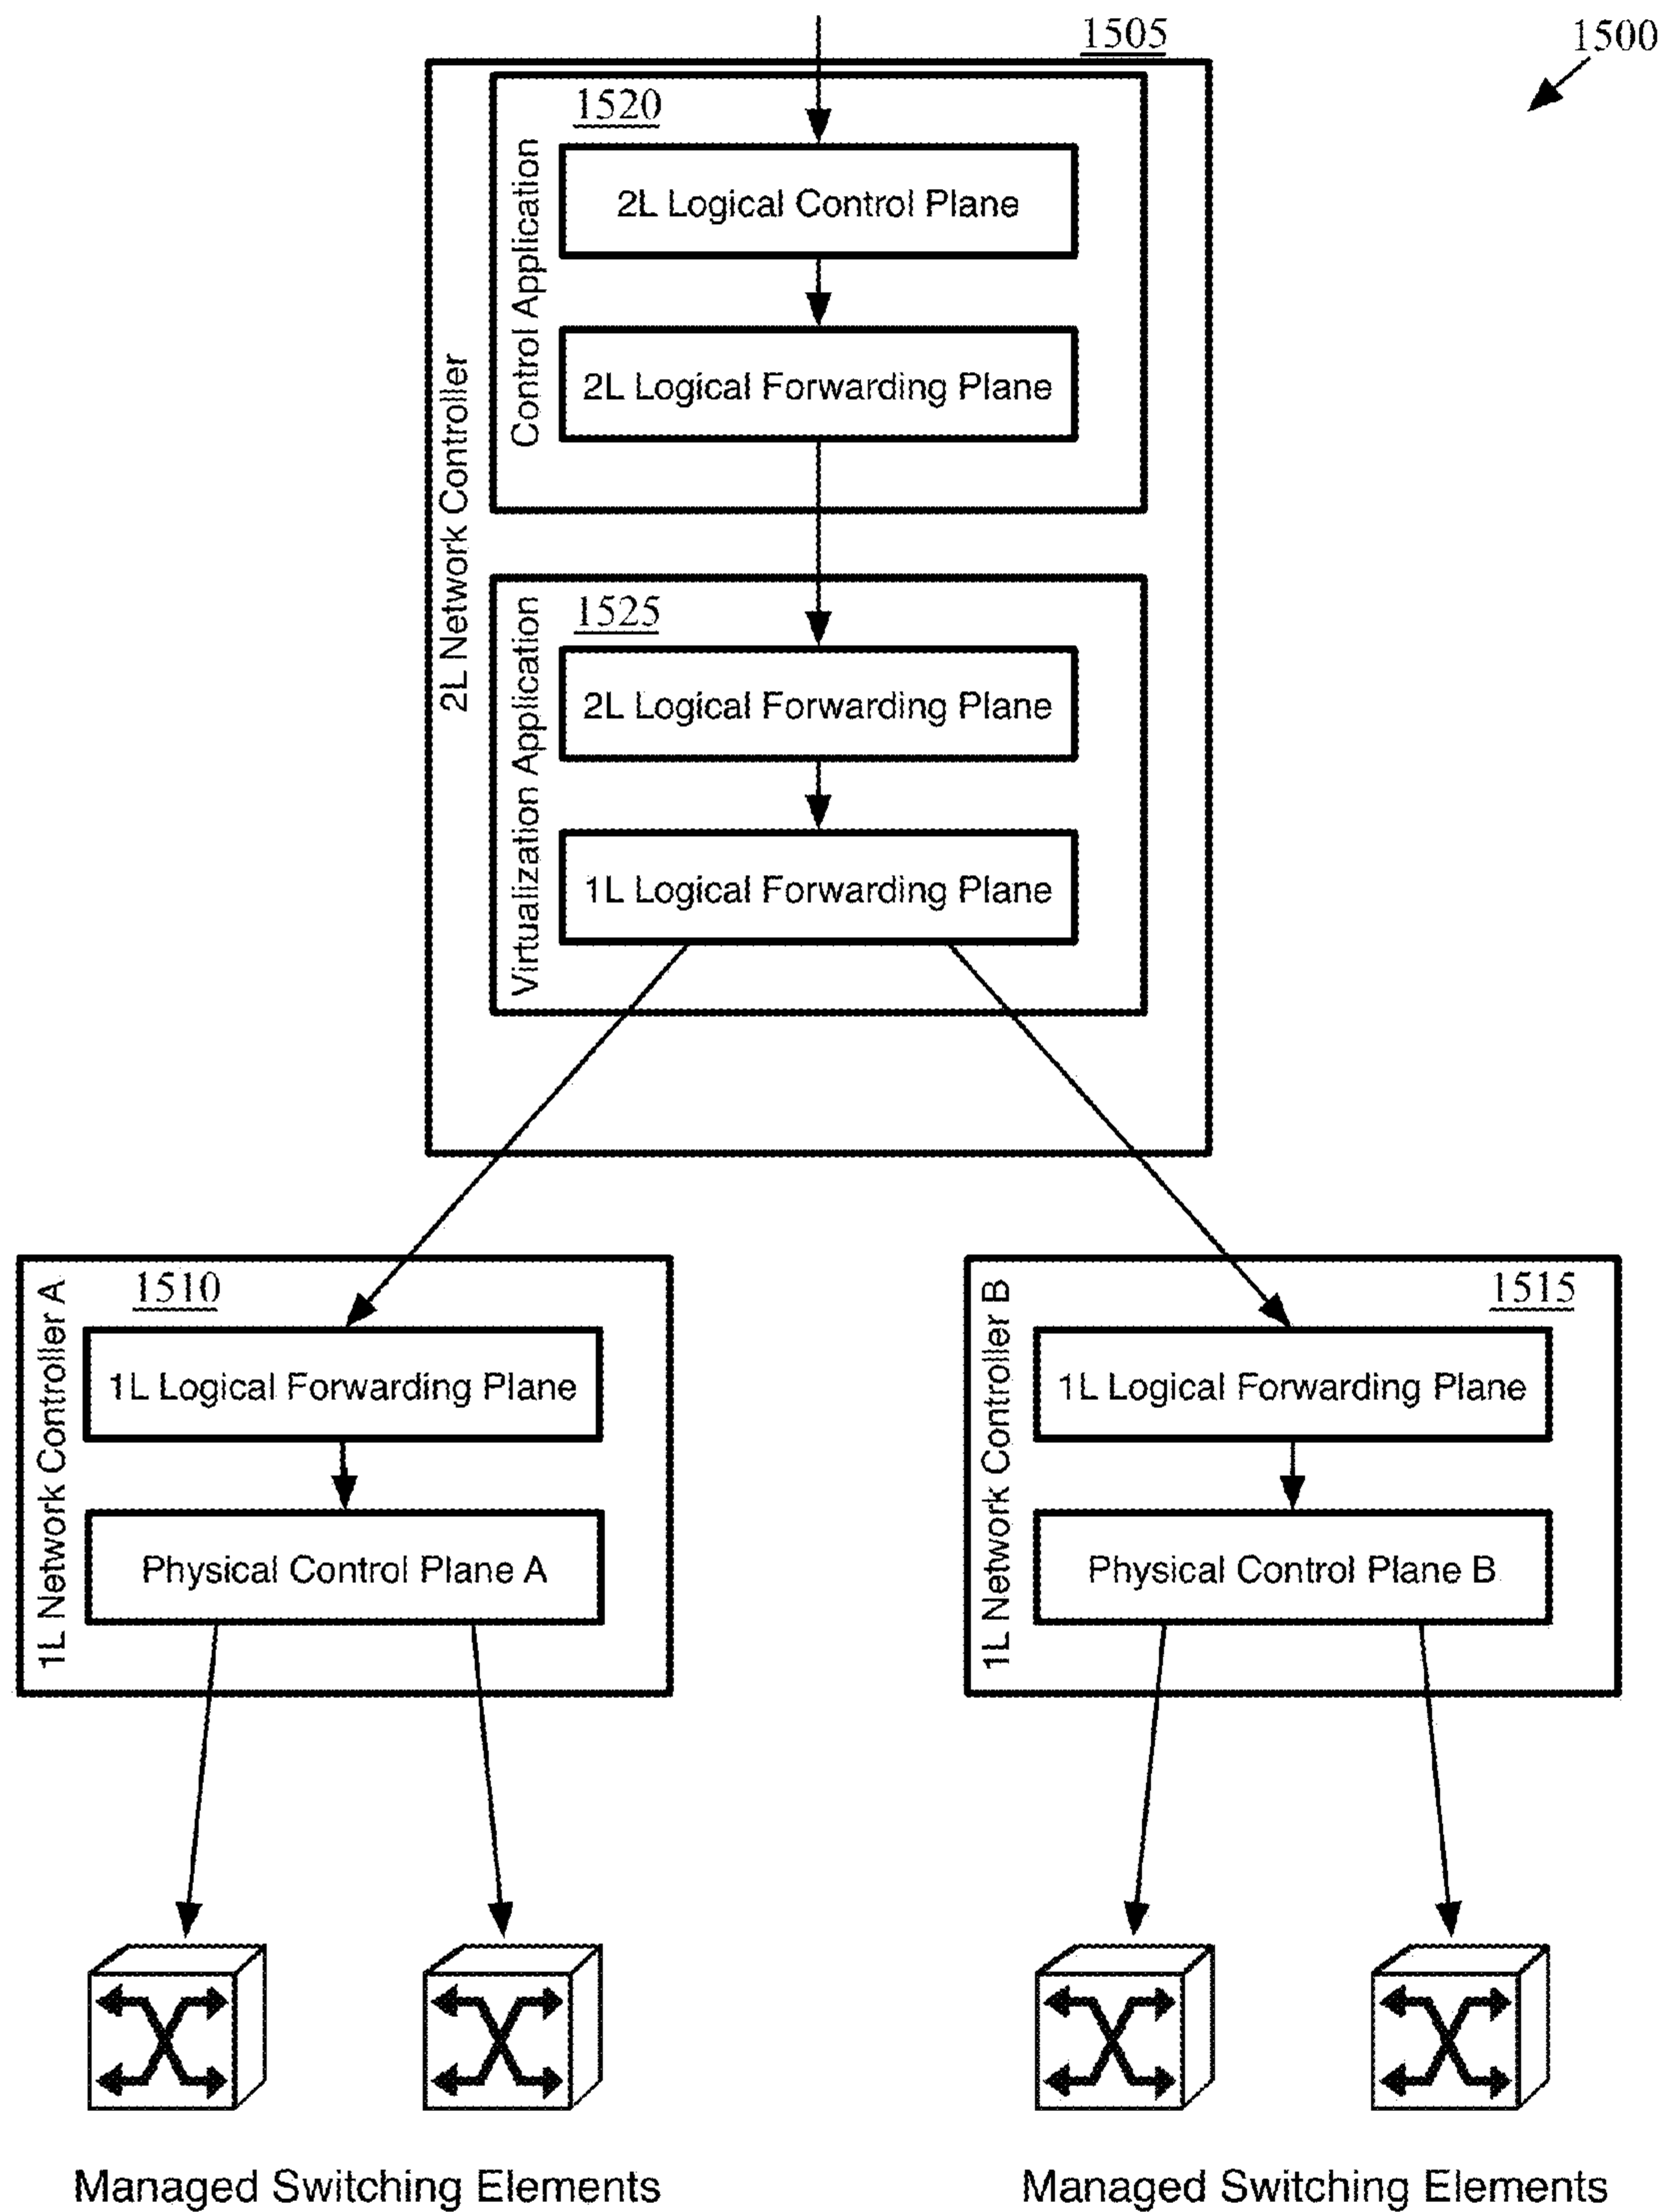 1505
1500
2L Network Controller
Control Application
1520
2L Logical Control Plane
2L Logical Forwarding Plane
Virtualization Application
1525
2L Logical Forwarding Plane
1L Logical Forwarding Plane
1L Network Controller A
1510
1L Logical Forwarding Plane
Physical Control Plane A
1L Network Controller B
1515
1L Logical Forwarding Plane
Physical Control Plane B
Managed Switching Elements
Managed Switching Elements